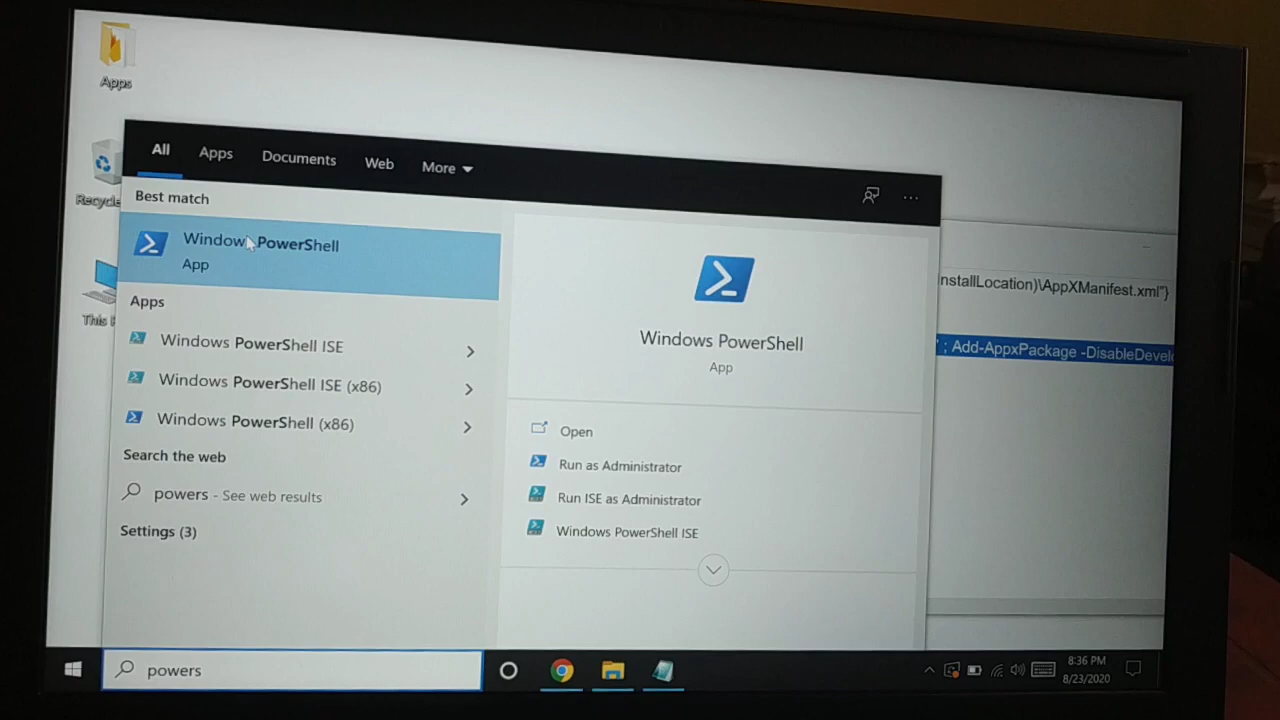 Apps
All Apps Documents Web More
Best match
Windows PowerShell
App
Apps
Windows PowerShell ISE
Windows PowerShell ISE (x86)
Windows PowerShell (x86)
Search the web
powers - See web results
Settings (3)
Windows PowerShell
App
Open
Run as Administrator
Run ISE as Administrator
Windows PowerShell ISE
Recycle
This
nstallLocation)\AppXManifest.xml"}
' ; Add-AppxPackage -DisableDevelo
powers
8:36 PM
8/23/2020